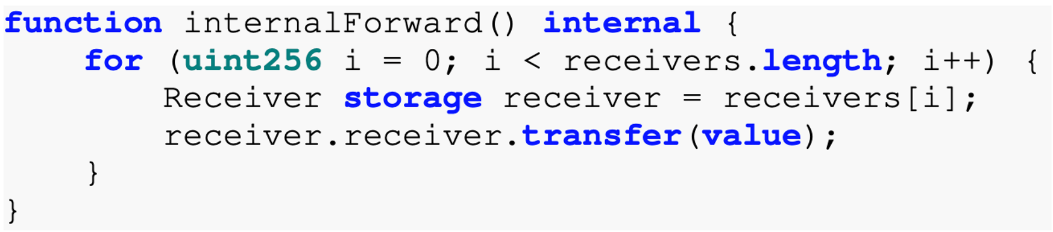 function internalForward() internal {
    for (uint256 i = 0; i < receivers.length; i++) {
        Receiver storage receiver = receivers[i];
        receiver.receiver.transfer(value);
    }
}